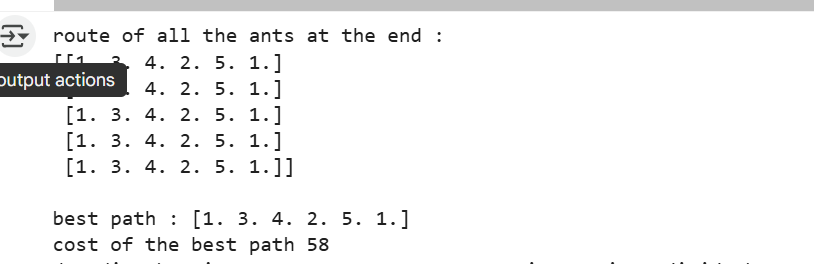 route of all the ants at the end :
[[1. 3. 4. 2. 5. 1.]
output actions
4. 2. 5. 1.]
[1. 3. 4. 2. 5. 1.]
[1. 3. 4. 2. 5. 1.]
[1. 3. 4. 2. 5. 1.]]
best path : [1. 3. 4. 2. 5. 1.]
cost of the best path 58